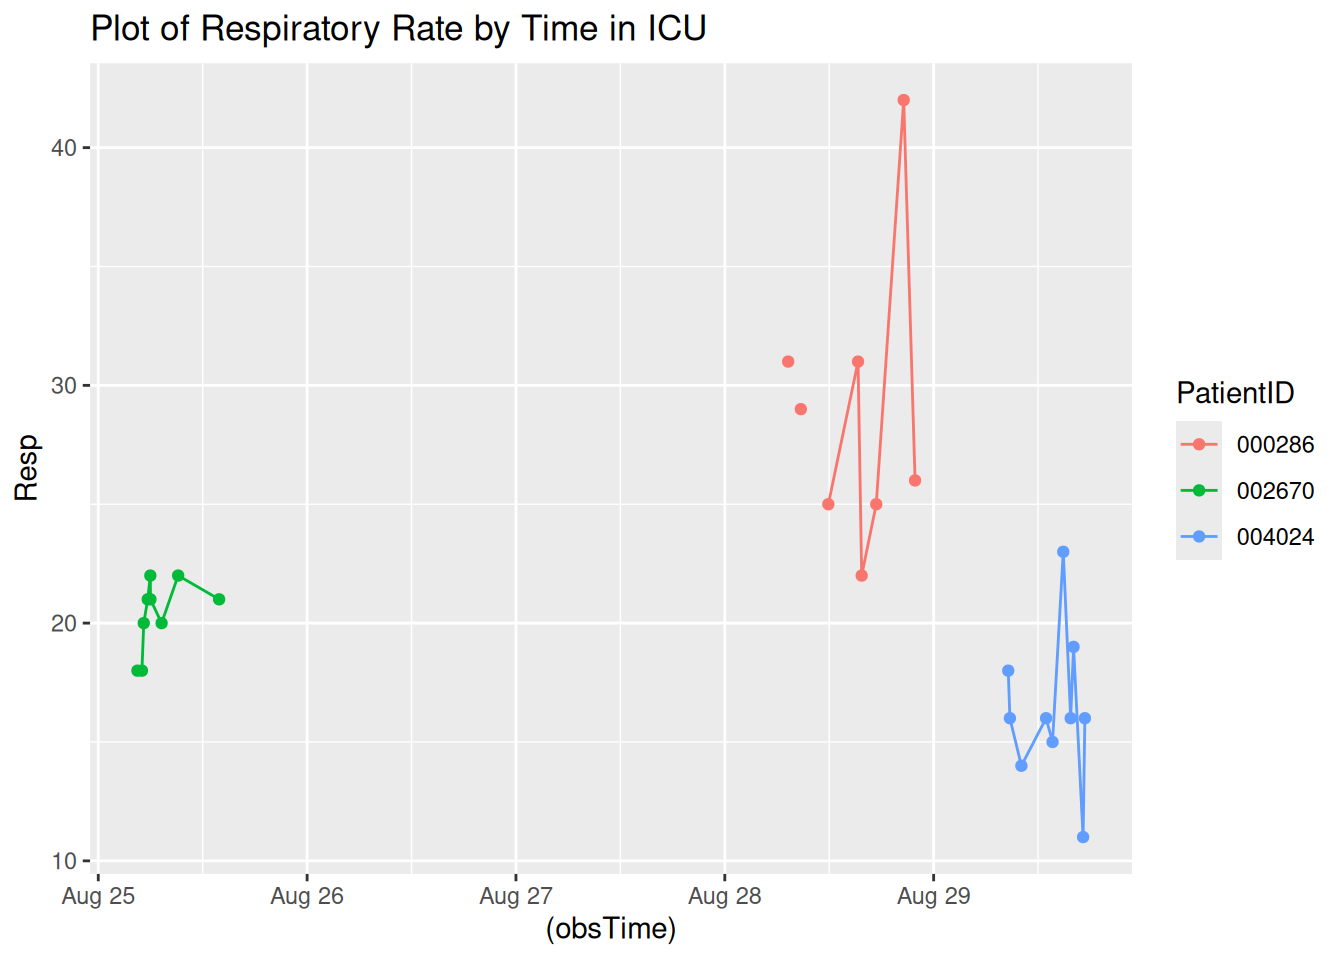 Plot of Respiratory Rate by Time in ICU
40
30
20
10
Resp
Aug 25 Aug 26 Aug 27 Aug 28 Aug 29
(obsTime)
PatientID
000286
002670
004024